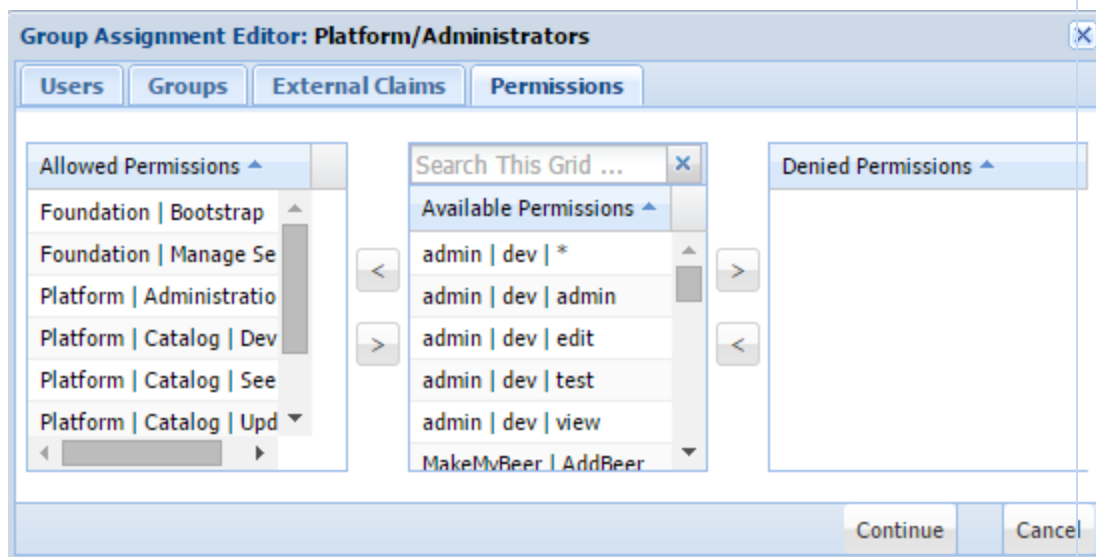 Group Assignment Editor: Platform/Administrators
Users Groups External Claims Permissions
Allowed Permissions
Foundation | Bootstrap
Foundation | Manage Se
Platform | Administratio
Platform | Catalog | Dev
Platform | Catalog | See
Platform | Catalog | Upd
<
>
Search This Grid ...
Available Permissions
admin | dev | *
admin | dev | admin
admin | dev | edit
admin | dev | test
admin | dev | view
MakeMyBeer | AddBeer
>
<
Denied Permissions
Continue Cancel